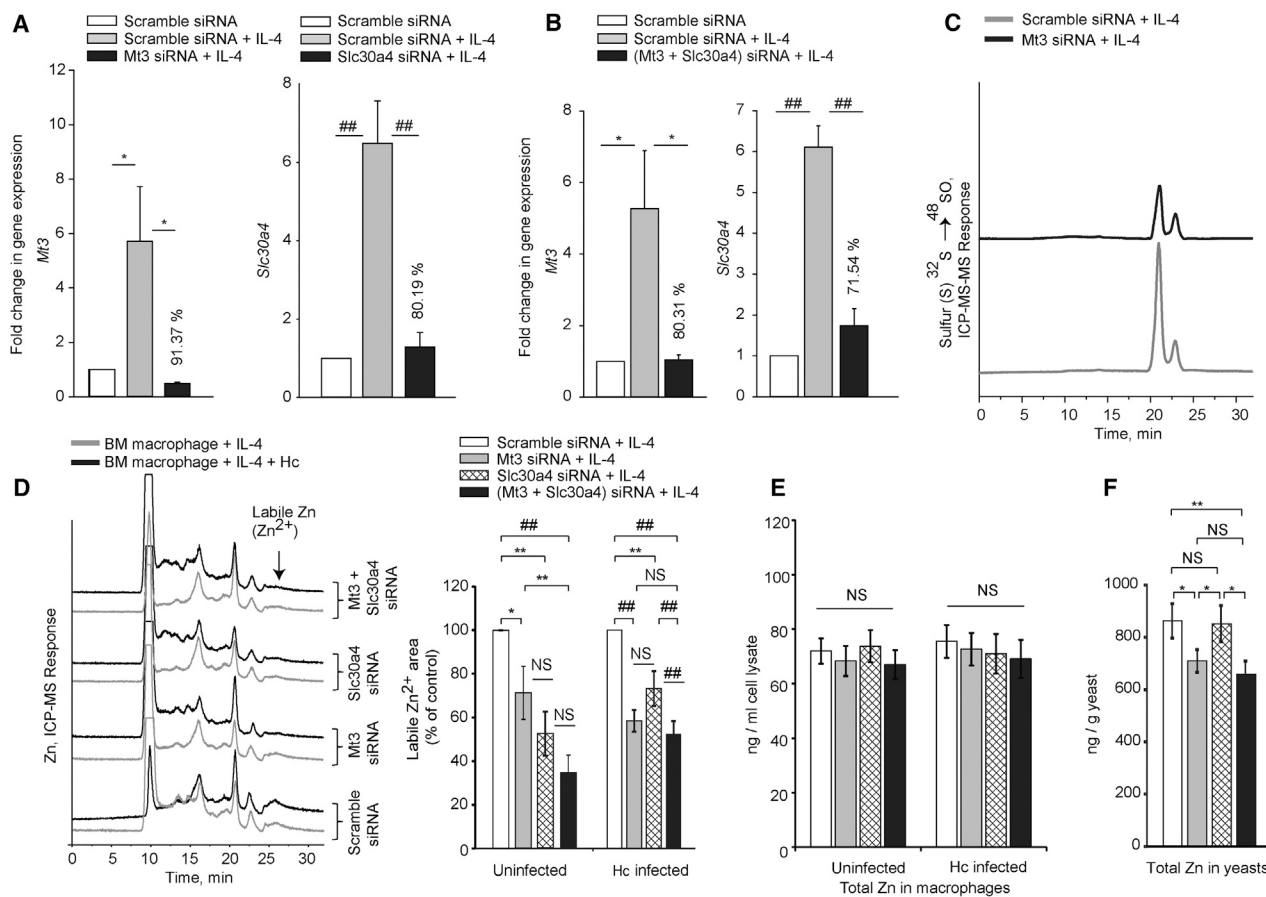 A
Scramble siRNA
Scramble siRNA + IL-4
Mt3 siRNA + IL-4
Scramble siRNA
Scramble siRNA + IL-4
Slc30a4 siRNA + IL-4
Fold change in gene expression
Mt3
12
10
8
6
4
2
0
*
*
91.37 %
Slc30a4
8
6
4
2
0
##
##
80.19 %
B
Scramble siRNA
Scramble siRNA + IL-4
(Mt3 + Slc30a4) siRNA + IL-4
Fold change in gene expression
Mt3
8
6
4
2
0
*
*
80.31 %
Slc30a4
7
6
5
4
3
2
1
0
##
##
71.54 %
C
Scramble siRNA + IL-4
Mt3 siRNA + IL-4
Sulfur (S) 32 S → 48 SO,
ICP-MS-MS Response
0 5 10 15 20 25 30
Time, min
D
BM macrophage + IL-4
BM macrophage + IL-4 + Hc
Labile Zn
(Zn2+)
Zn, ICP-MS Response
Mt3 +
Slc30a4
siRNA
Slc30a4
siRNA
Mt3
siRNA
Scramble
siRNA
0 5 10 15 20 25 30
Time, min
Scramble siRNA + IL-4
Mt3 siRNA + IL-4
Slc30a4 siRNA + IL-4
(Mt3 + Slc30a4) siRNA + IL-4
Labile Zn2+ area
(% of control)
120
100
80
60
40
20
0
##
**
**
*
NS
NS
##
**
NS
##
##
NS
##
Uninfected Hc infected
E
ng / ml cell lysate
120
100
80
60
40
20
0
NS
NS
Uninfected Hc infected
Total Zn in macrophages
F
ng / g yeast
1000
800
600
400
200
0
**
NS
NS
* * *
Total Zn in yeasts